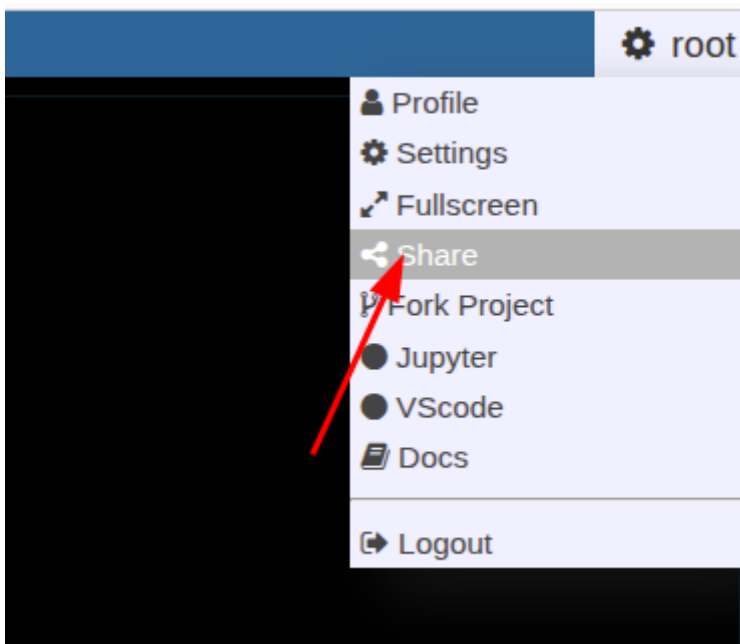 root
Profile
Settings
Fullscreen
Share
Fork Project
Jupyter
VScode
Docs
Logout